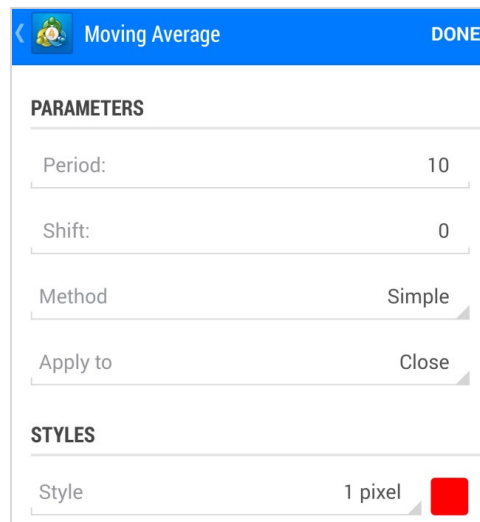 Moving Average DONE
PARAMETERS
Period: 10
Shift: 0
Method Simple
Apply to Close
STYLES
Style 1 pixel